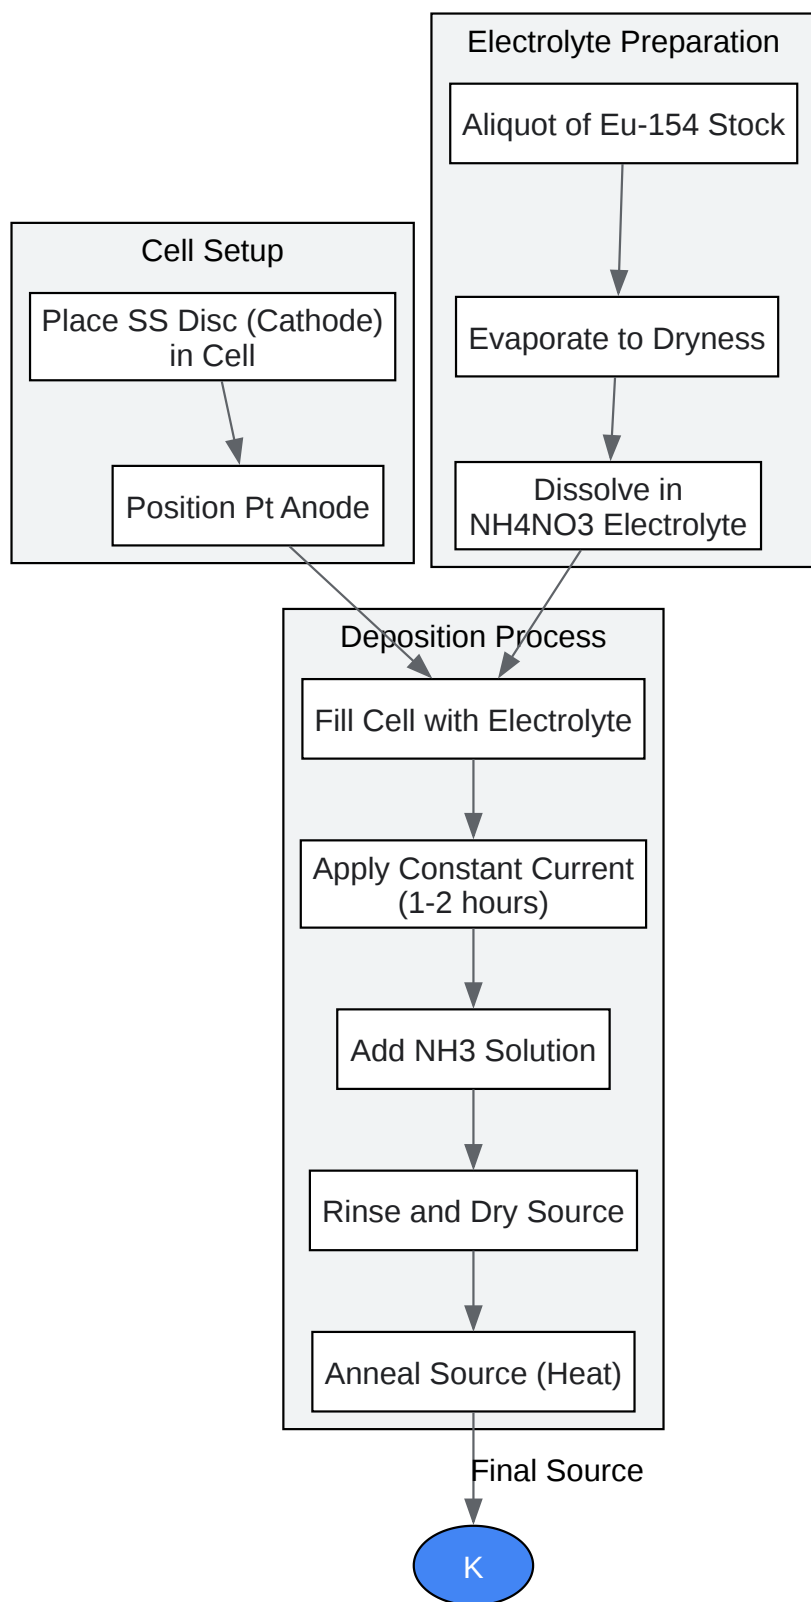 Electrolyte Preparation
Aliquot of Eu-154 Stock
Cell Setup
Place SS Disc (Cathode)
in Cell
Evaporate to Dryness
Position Pt Anode
Dissolve in
NH4NO3 Electrolyte
Deposition Process
Fill Cell with Electrolyte
Apply Constant Current
(1-2 hours)
Add NH3 Solution
Rinse and Dry Source
Anneal Source (Heat)
Final Source
K